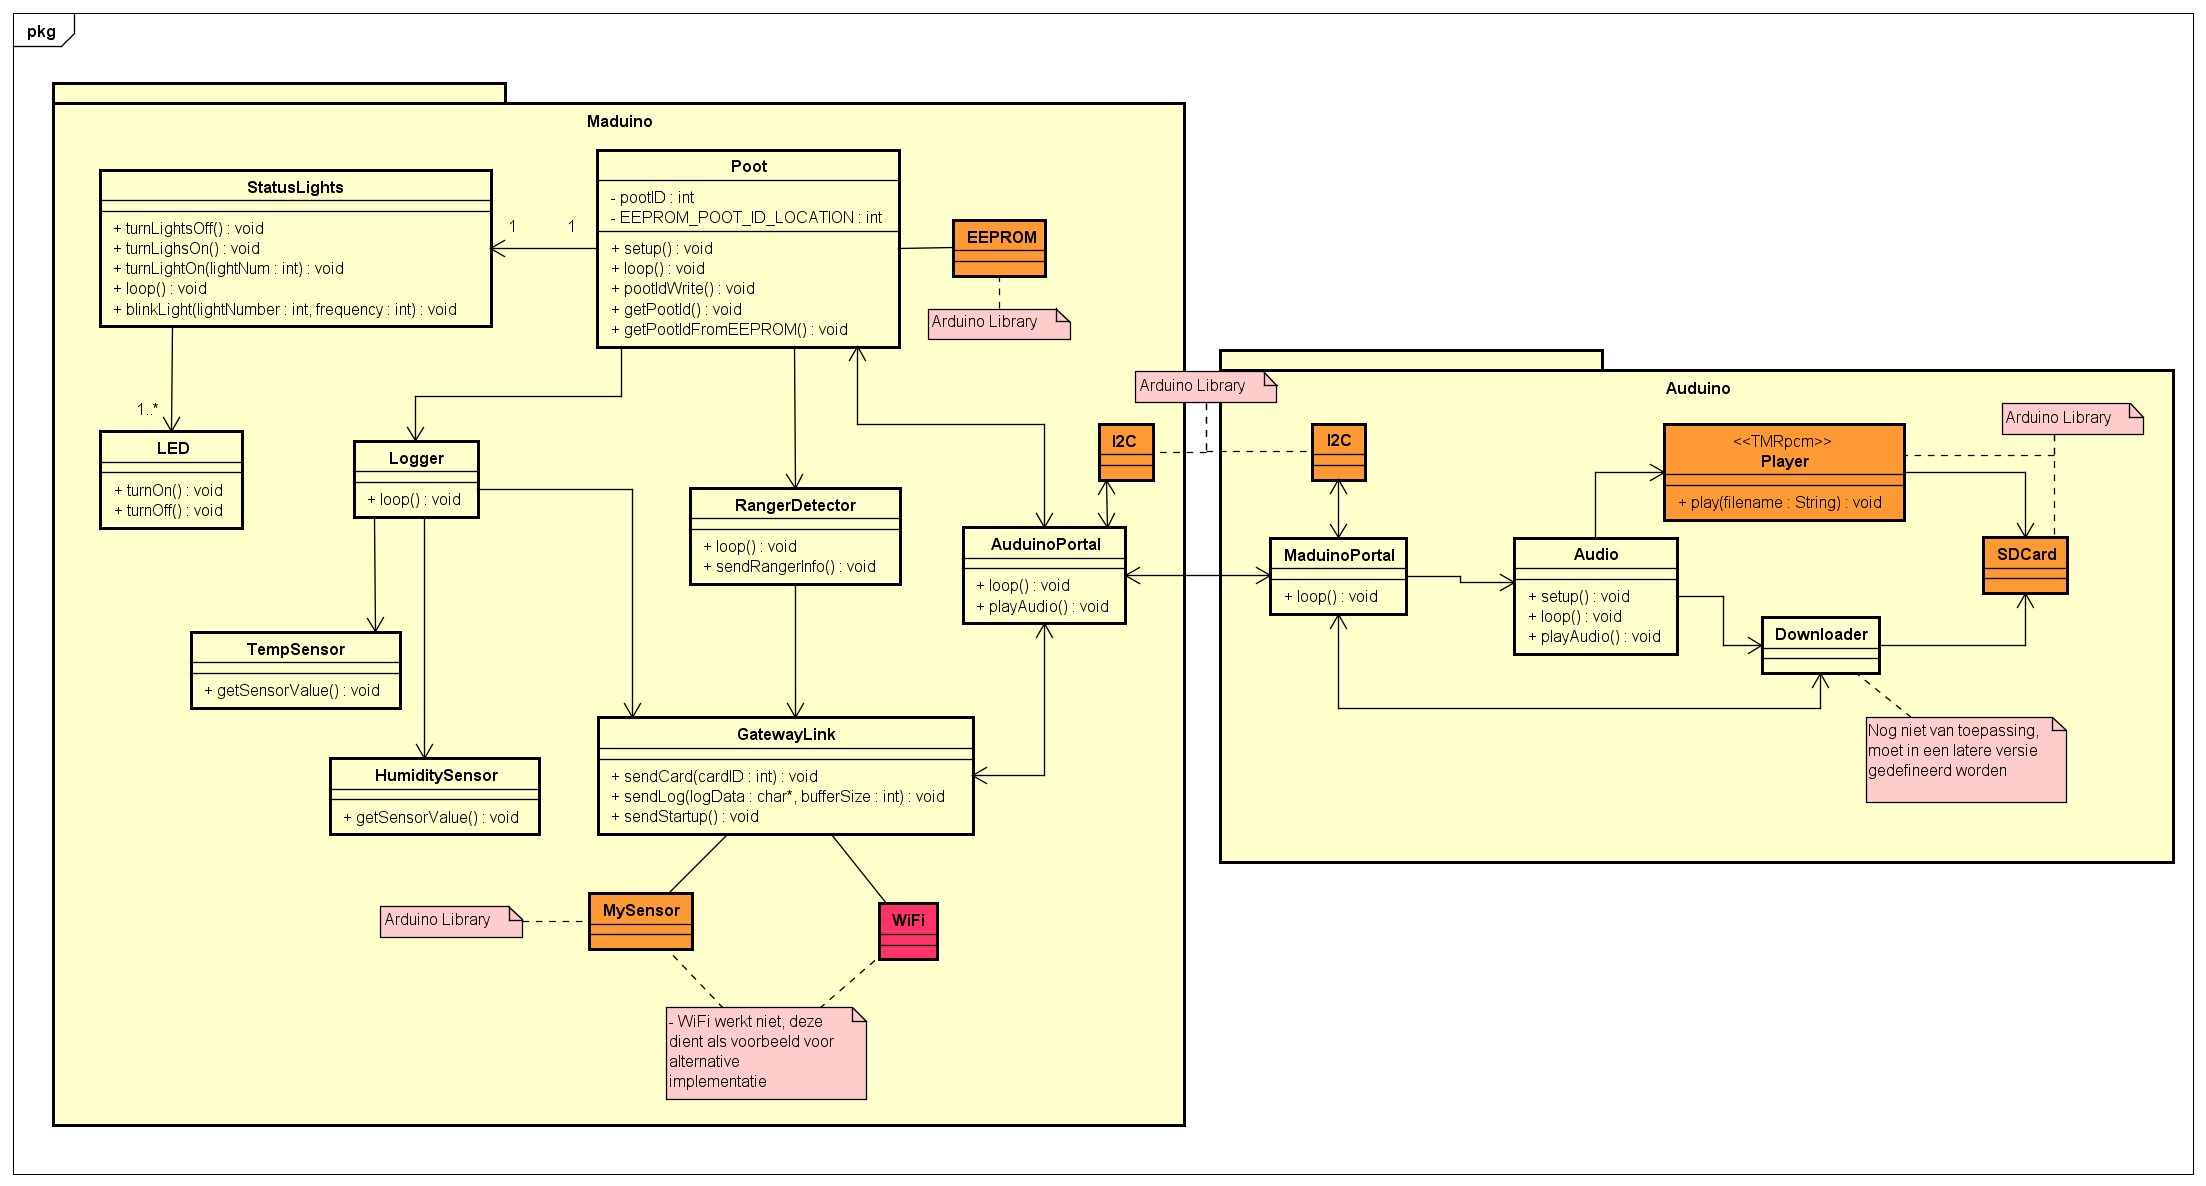 pkg
Maduino
StatusLights
+ turnLightsOff() : void
+ turnLighsOn() : void
+ turnLightOn(lightNum : int) : void
+ loop() : void
+ blinkLight(lightNumber : int, frequency : int) : void
1
1
Poot
- pootID : int
- EEPROM_POOT_ID_LOCATION : int
+ setup() : void
+ loop() : void
+ pootIdWrite() : void
+ getPootId() : void
+ getPootIdFromEEPROM() : void
EEPROM
Arduino Library
1..*
LED
+ turnOn() : void
+ turnOff() : void
Logger
+ loop() : void
RangerDetector
+ loop() : void
+ sendRangerInfo() : void
AuduinoPortal
+ loop() : void
+ playAudio() : void
I2C
Arduino Library
TempSensor
+ getSensorValue() : void
HumiditySensor
+ getSensorValue() : void
GatewayLink
+ sendCard(cardID : int) : void
+ sendLog(logData : char*, bufferSize : int) : void
+ sendStartup() : void
Arduino Library
MySensor
WiFi
- WiFi werkt niet, deze
dient als voorbeeld voor
alternative
implementatie
Auduino
I2C
<<TMRpcm>>
Player
+ play(filename : String) : void
Arduino Library
MaduinoPortal
+ loop() : void
Audio
+ setup() : void
+ loop() : void
+ playAudio() : void
SDCard
Downloader
Nog niet van toepassing,
moet in een latere versie
gedefineerd worden